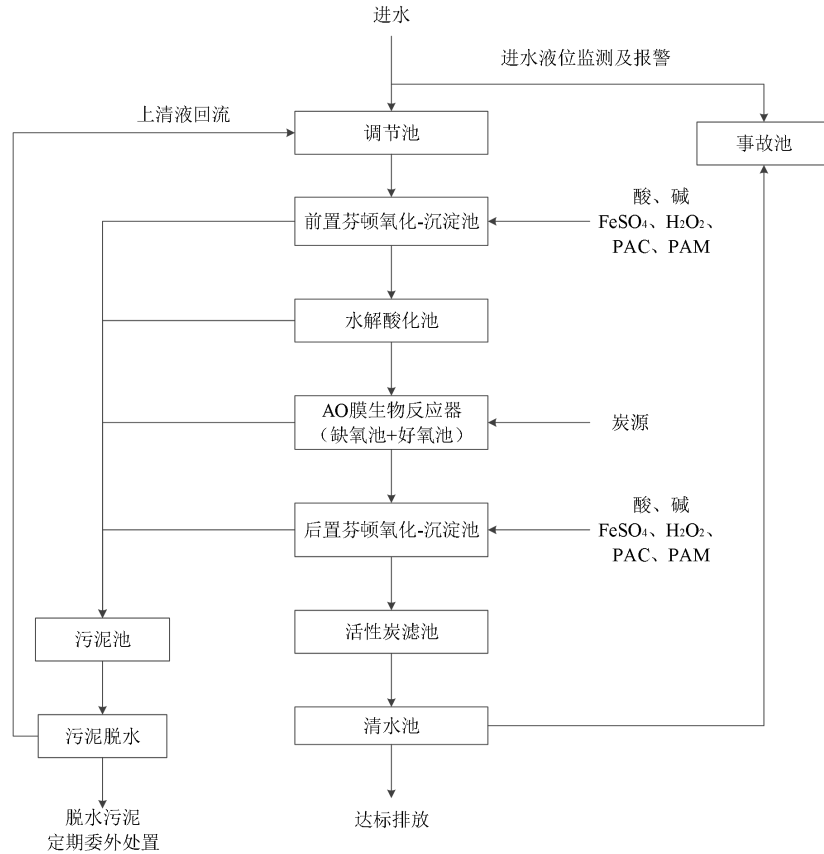 进水
进水液位监测及报警
上清液回流
调节池
事故池
前置芬顿氧化-沉淀池
酸、碱
FeSO₄、H₂O₂、
PAC、PAM
水解酸化池
AO膜生物反应器
（缺氧池+好氧池）
炭源
后置芬顿氧化-沉淀池
酸、碱
FeSO₄、H₂O₂、
PAC、PAM
污泥池
活性炭滤池
污泥脱水
清水池
脱水污泥
定期委外处置
达标排放